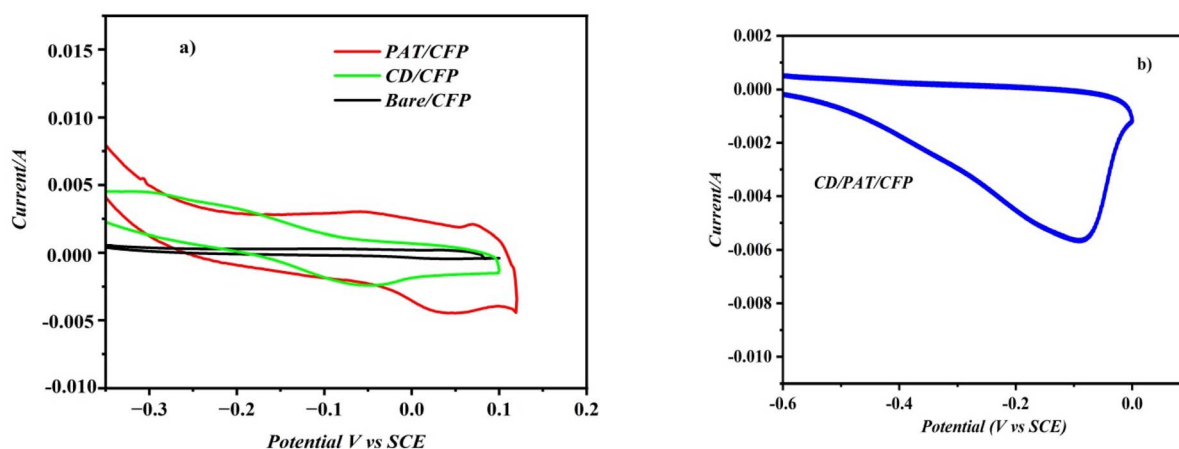 a)
PAT/CFP
CD/CFP
Bare/CFP
0.015
0.010
0.005
0.000
-0.005
-0.010
Current/A
−0.3
−0.2
−0.1
0.0
0.1
0.2
Potential V vs SCE
b)
CD/PAT/CFP
0.002
0.000
-0.002
-0.004
-0.006
-0.008
-0.010
Current/A
-0.6
-0.4
-0.2
0.0
Potential (V vs SCE)